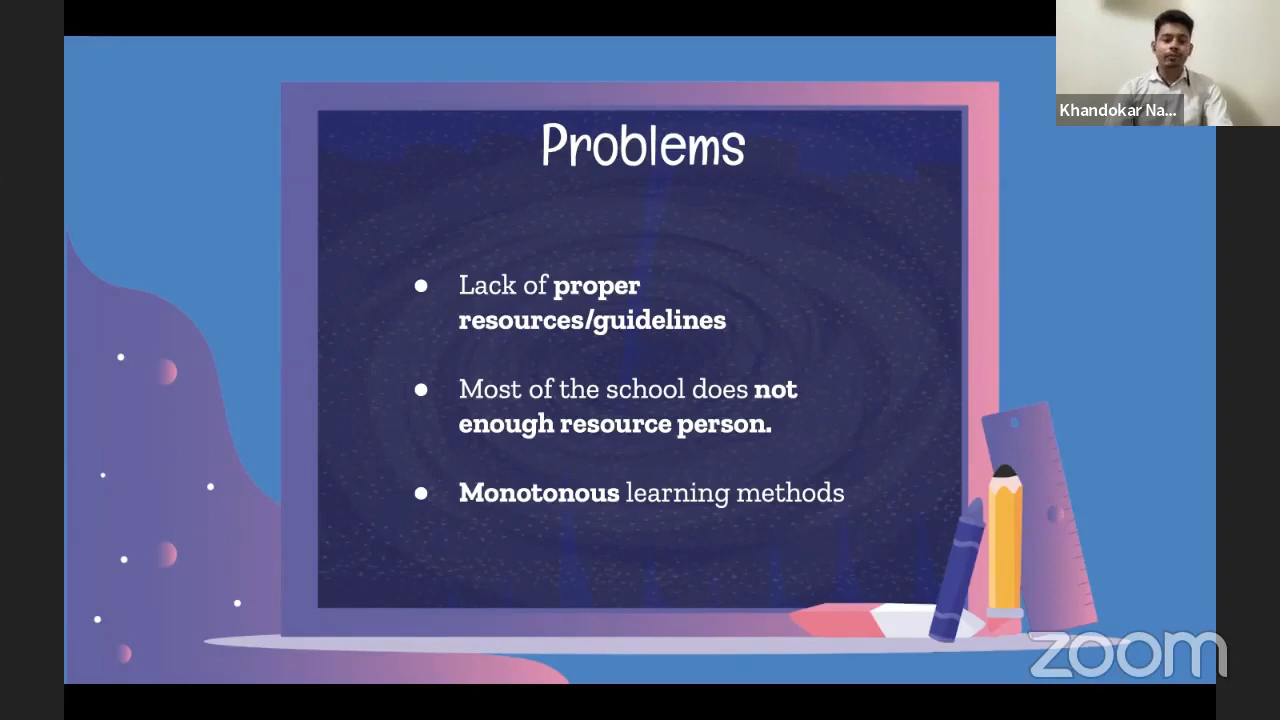 Khandokar Na...
Problems
● Lack of proper
resources/guidelines
● Most of the school does not
enough resource person.
● Monotonous learning methods
zoom